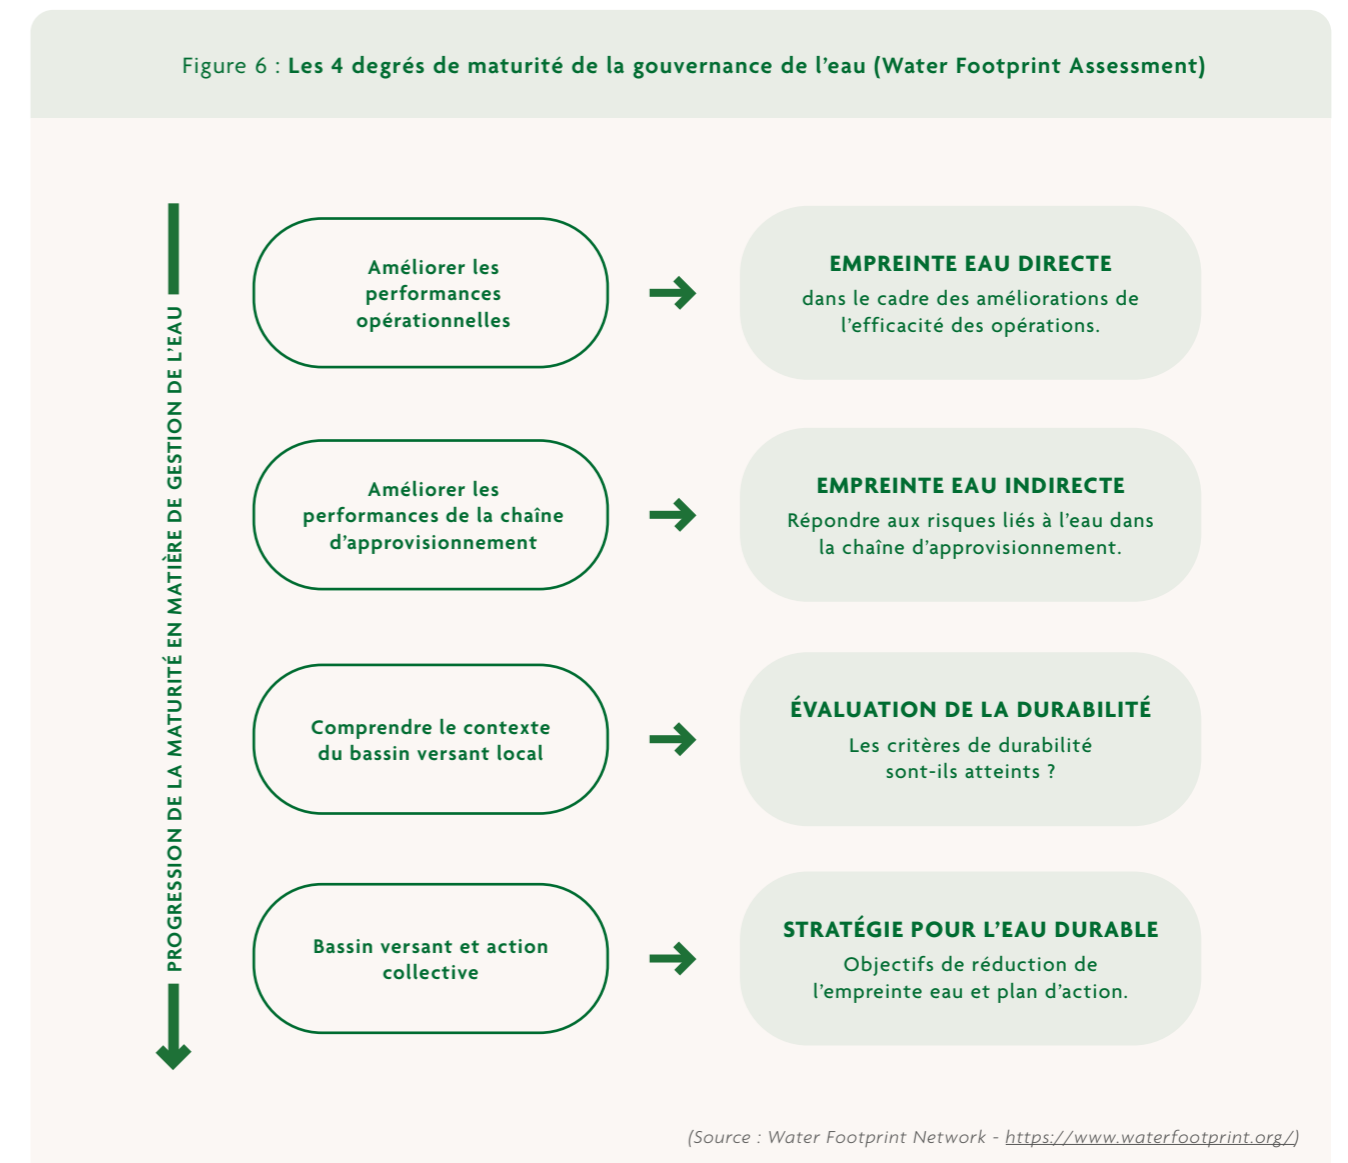 Figure 6 : Les 4 degrés de maturité de la gouvernance de l’eau (Water Footprint Assessment)
PROGRESSION DE LA MATURITÉ EN MATIÈRE DE GESTION DE L’EAU
Améliorer les
performances
opérationnelles
EMPREINTE EAU DIRECTE
dans le cadre des améliorations de
l’efficacité des opérations.
Améliorer les
performances de la chaîne
d’approvisionnement
EMPREINTE EAU INDIRECTE
Répondre aux risques liés à l’eau dans
la chaîne d’approvisionnement.
Comprendre le contexte
du bassin versant local
ÉVALUATION DE LA DURABILITÉ
Les critères de durabilité
sont-ils atteints ?
Bassin versant et action
collective
STRATÉGIE POUR L’EAU DURABLE
Objectifs de réduction de
l’empreinte eau et plan d’action.
(Source : Water Footprint Network - https://www.waterfootprint.org/)